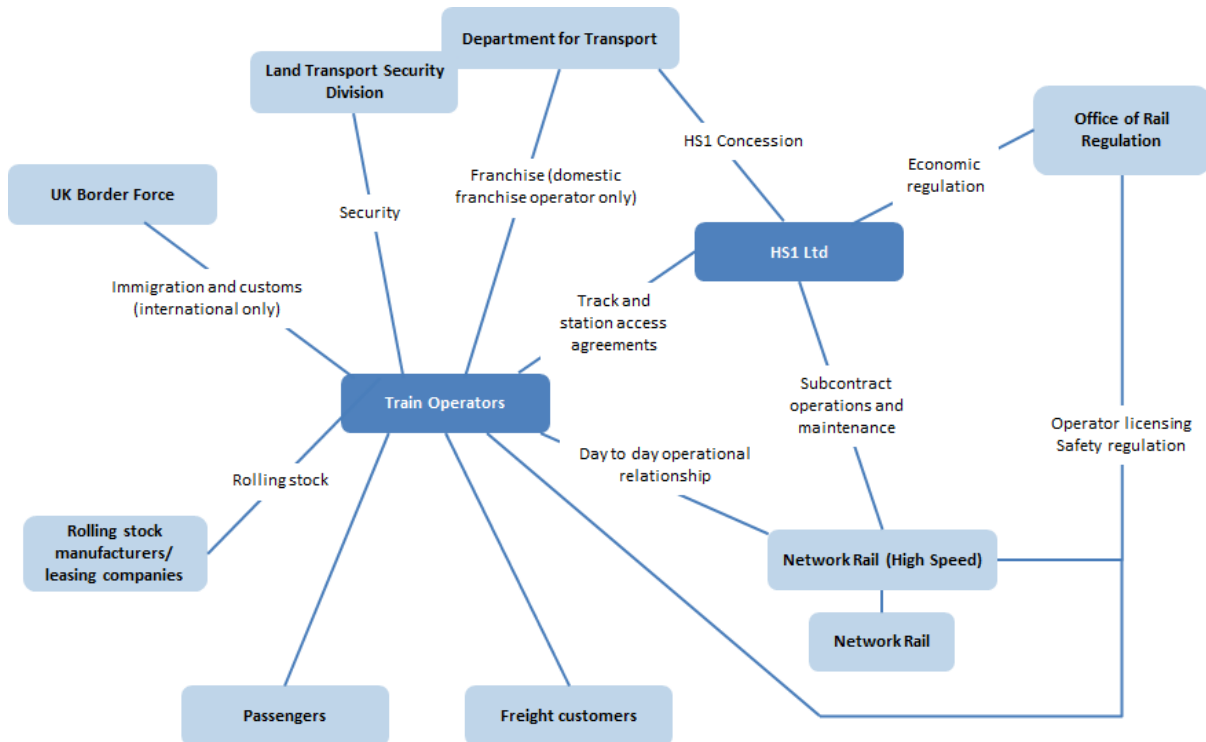 Department for Transport
Land Transport Security
Division
Office of Rail
Regulation
HS1 Concession
Economic
regulation
UK Border Force
Franchise (domestic
franchise operator only)
Security
HS1 Ltd
Immigration and customs
(international only)
Track and
station access
agreements
Train Operators
Subcontract
operations and
maintenance
Operator licensing
Safety regulation
Day to day operational
relationship
Rolling stock
Rolling stock
manufacturers/
leasing companies
Network Rail (High Speed)
Network Rail
Passengers
Freight customers